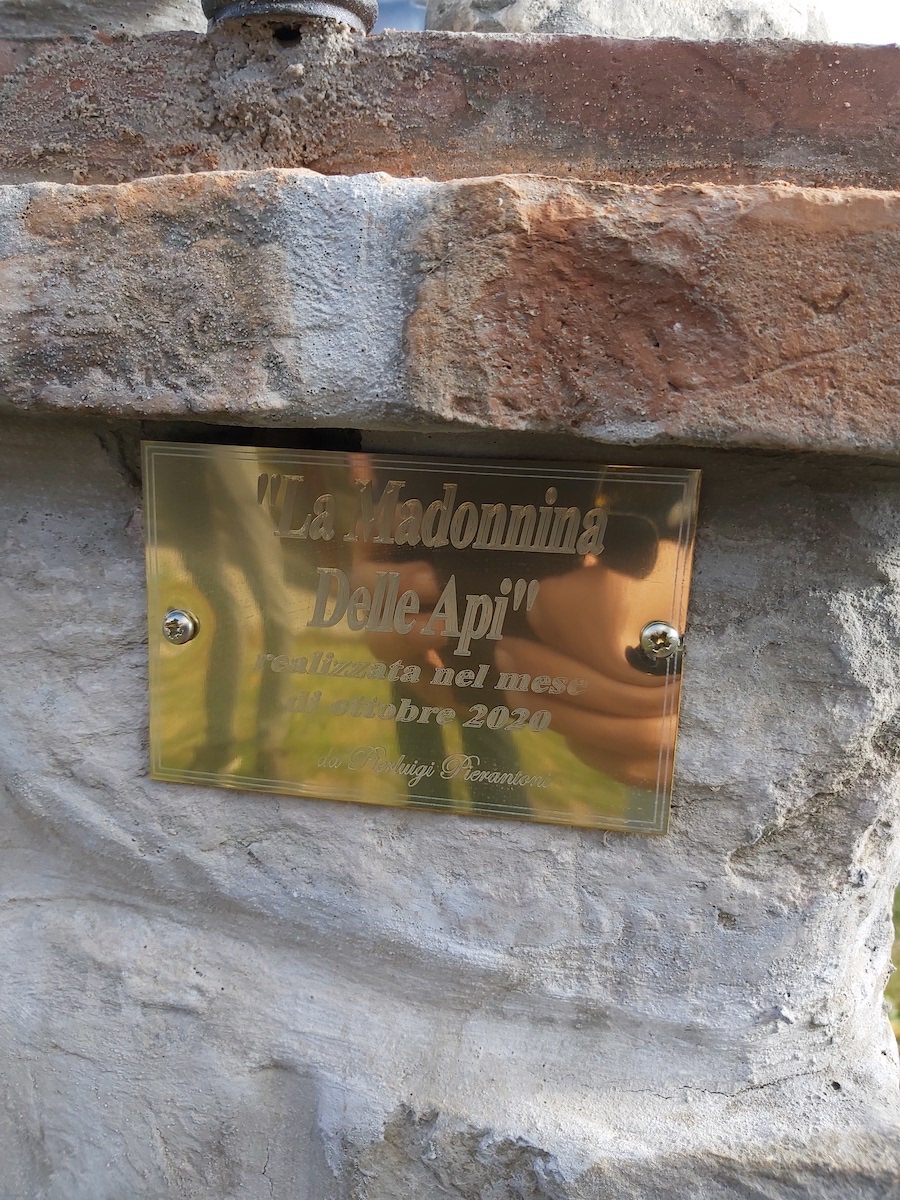 "La Madonnina
Delle Api"
realizzata nel mese
di ottobre 2020
da Pierluigi Pierantoni